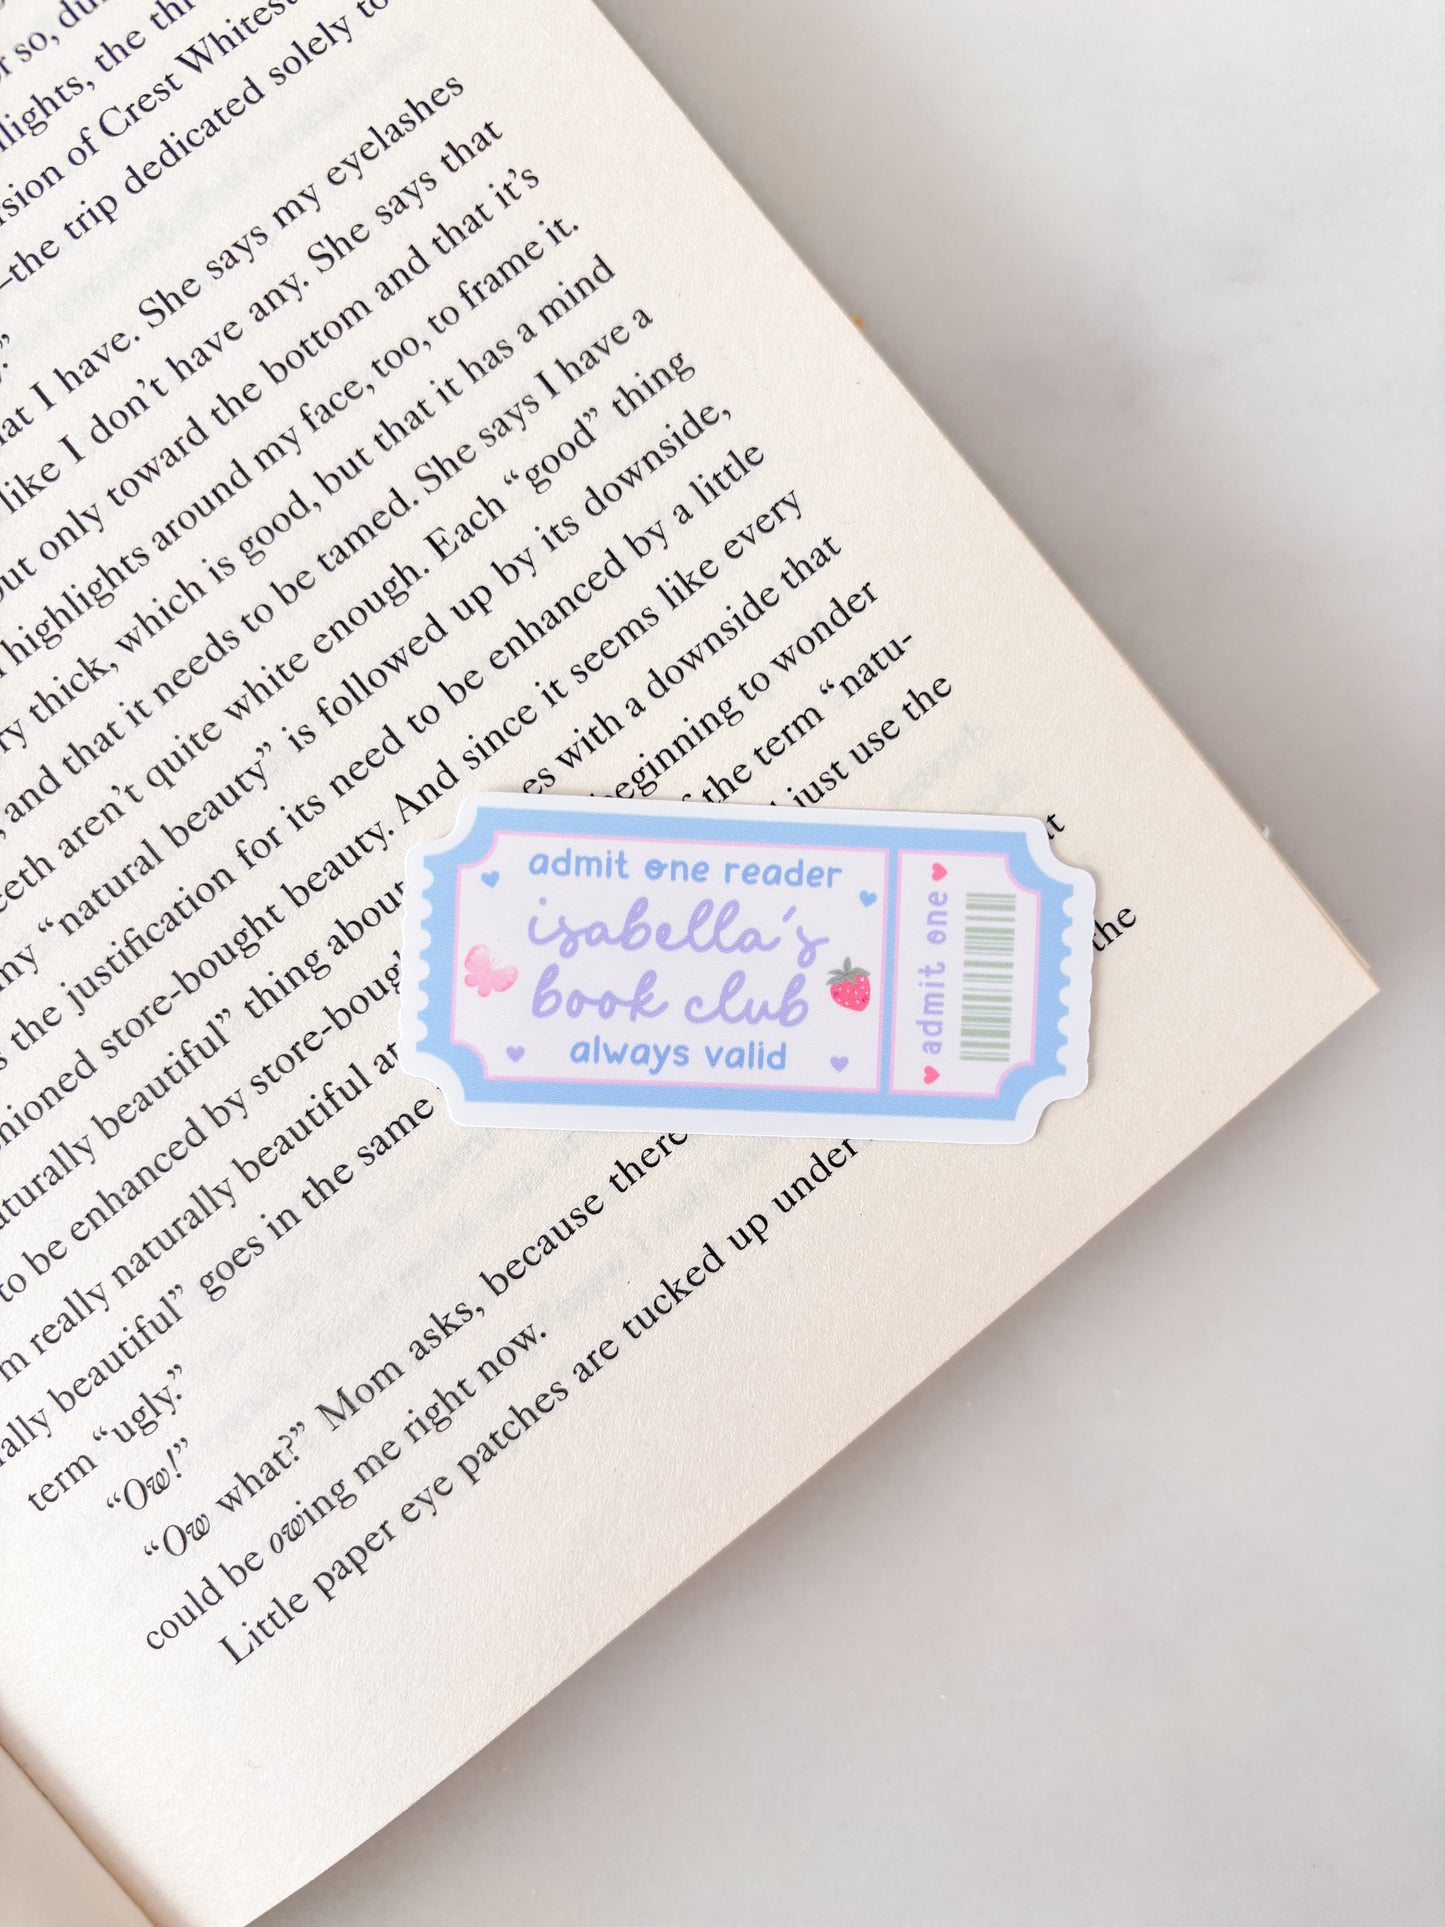 r so, du
lights, the th
rsion of Crest Whitest
—the trip dedicated solely to
."
at I have. She says my eyelashes
like I don't have any. She says that
but only toward the bottom and that it's
highlights around my face, too, to frame it.
ry thick, which is good, but that it has a mind
, and that it needs to be tamed. She says I have a
eeth aren't quite white enough. Each “good” thing
my “natural beauty” is followed up by its downside,
s the justification for its need to be enhanced by a little
hioned store-bought beauty. And since it seems like every
aturally beautiful” thing about es with a downside that
to be enhanced by store-bough beginning to wonder
m really naturally beautiful at f the term “natu-
ally beautiful” goes in the same just use the
term “ugly.” at
“Ow!” the
“Ow what?” Mom asks, because there
could be owing me right now.
Little paper eye patches are tucked up under
admit one reader
isabella's
book club
always valid
admit one